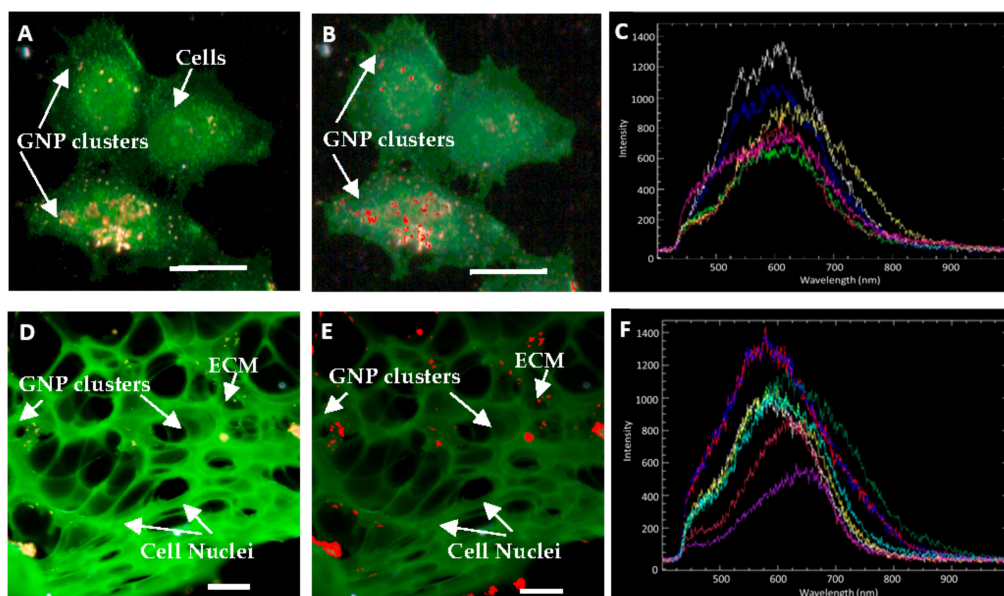 A
Cells
GNP clusters
B
GNP clusters
C
1400
1200
1000
800
600
400
200
0
Intensity
500 600 700 800 900
Wavelength (nm)
D
ECM
GNP clusters
Cell Nuclei
E
ECM
GNP clusters
Cell Nuclei
F
1400
1200
1000
800
600
400
200
0
Intensity
500 600 700 800 900
Wavelength (nm)